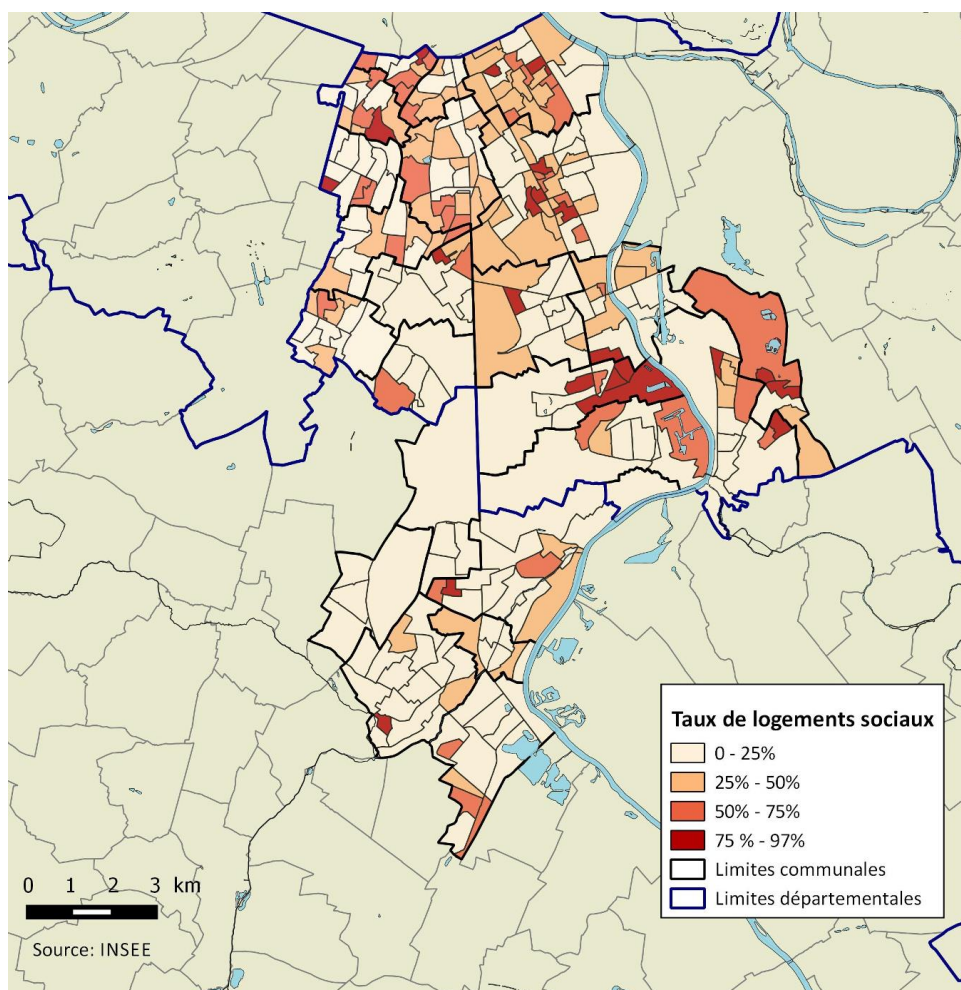 Taux de logements sociaux
0 - 25%
25% - 50%
50% - 75%
75 % - 97%
Limites communales
Limites départementales
0 1 2 3 km
Source: INSEE